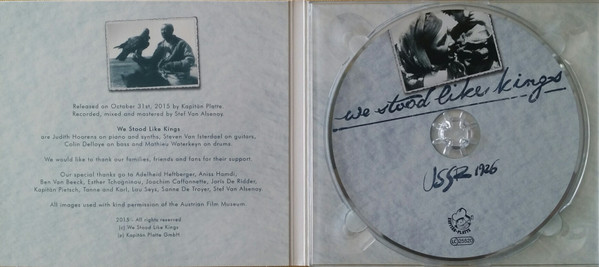 Released on October 31st, 2015 by Kapitän Platte
Recorded, mixed and mastered by Stef Van Alsenoy
We Stood Like Kings
are Judith Hoorens on piano and synths, Steven Van Isterdael on guitars,
Colin Delloye on bass and Mathieu Waterkeyn on drums.
We would like to thank our families, friends and fans for their support.
Our special thanks go to Adelheid Heftberger, Aniss Hamdi,
Ben Van Beeck, Esther Tchogninou, Joachim Caffonnette, Joris De Ridder,
Kapitän Pietsch, Tanne and Karl, Lou Seys, Senne De Troyer, Stef Van Alsenoy.
All images used with kind permission of the Austrian Film Museum.
2015 - All rights reserved
(c) We Stood Like Kings
(p) Kapitän Platte GmbH
we stood like kings
USSR 1926